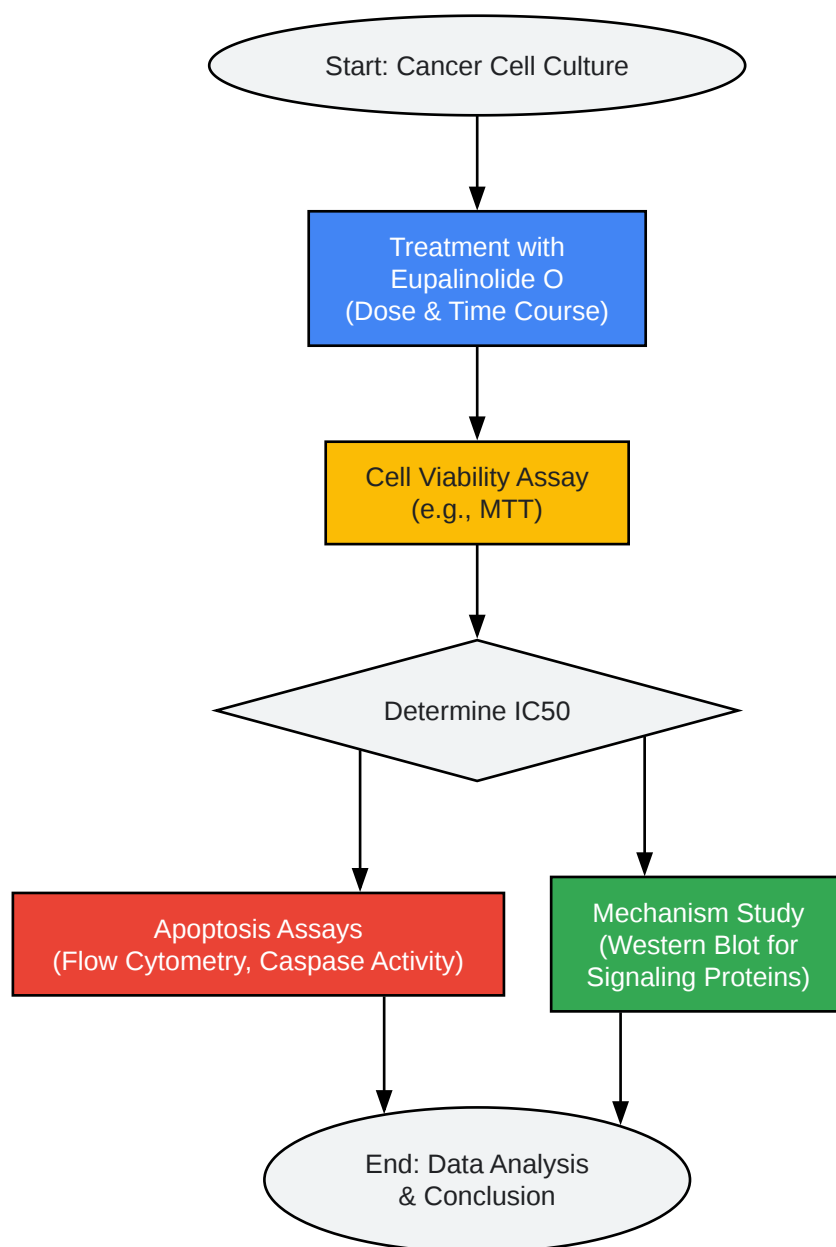 Start: Cancer Cell Culture
Treatment with
Eupalinolide O
(Dose & Time Course)
Cell Viability Assay
(e.g., MTT)
Determine IC50
Apoptosis Assays
(Flow Cytometry, Caspase Activity)
Mechanism Study
(Western Blot for
Signaling Proteins)
End: Data Analysis
& Conclusion